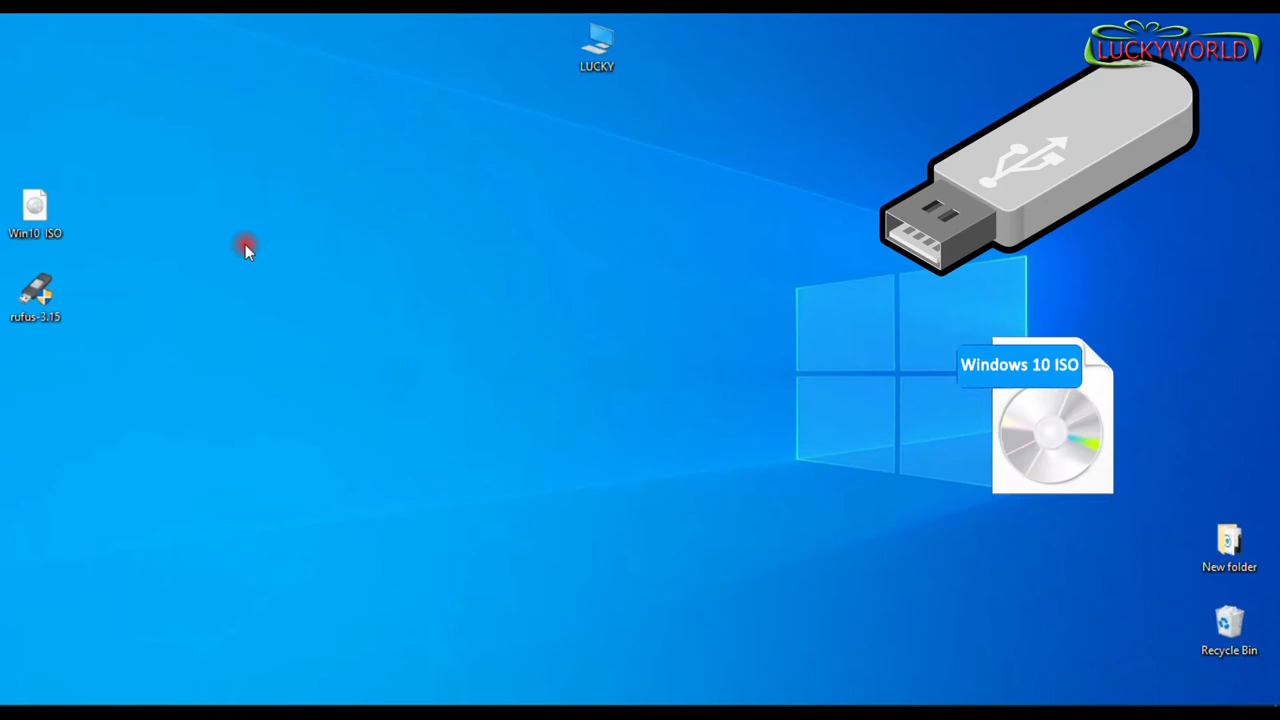 LUCKY
LUCKYWORLD
Win10 ISO
rufus-3.15
Windows 10 ISO
New folder
Recycle Bin